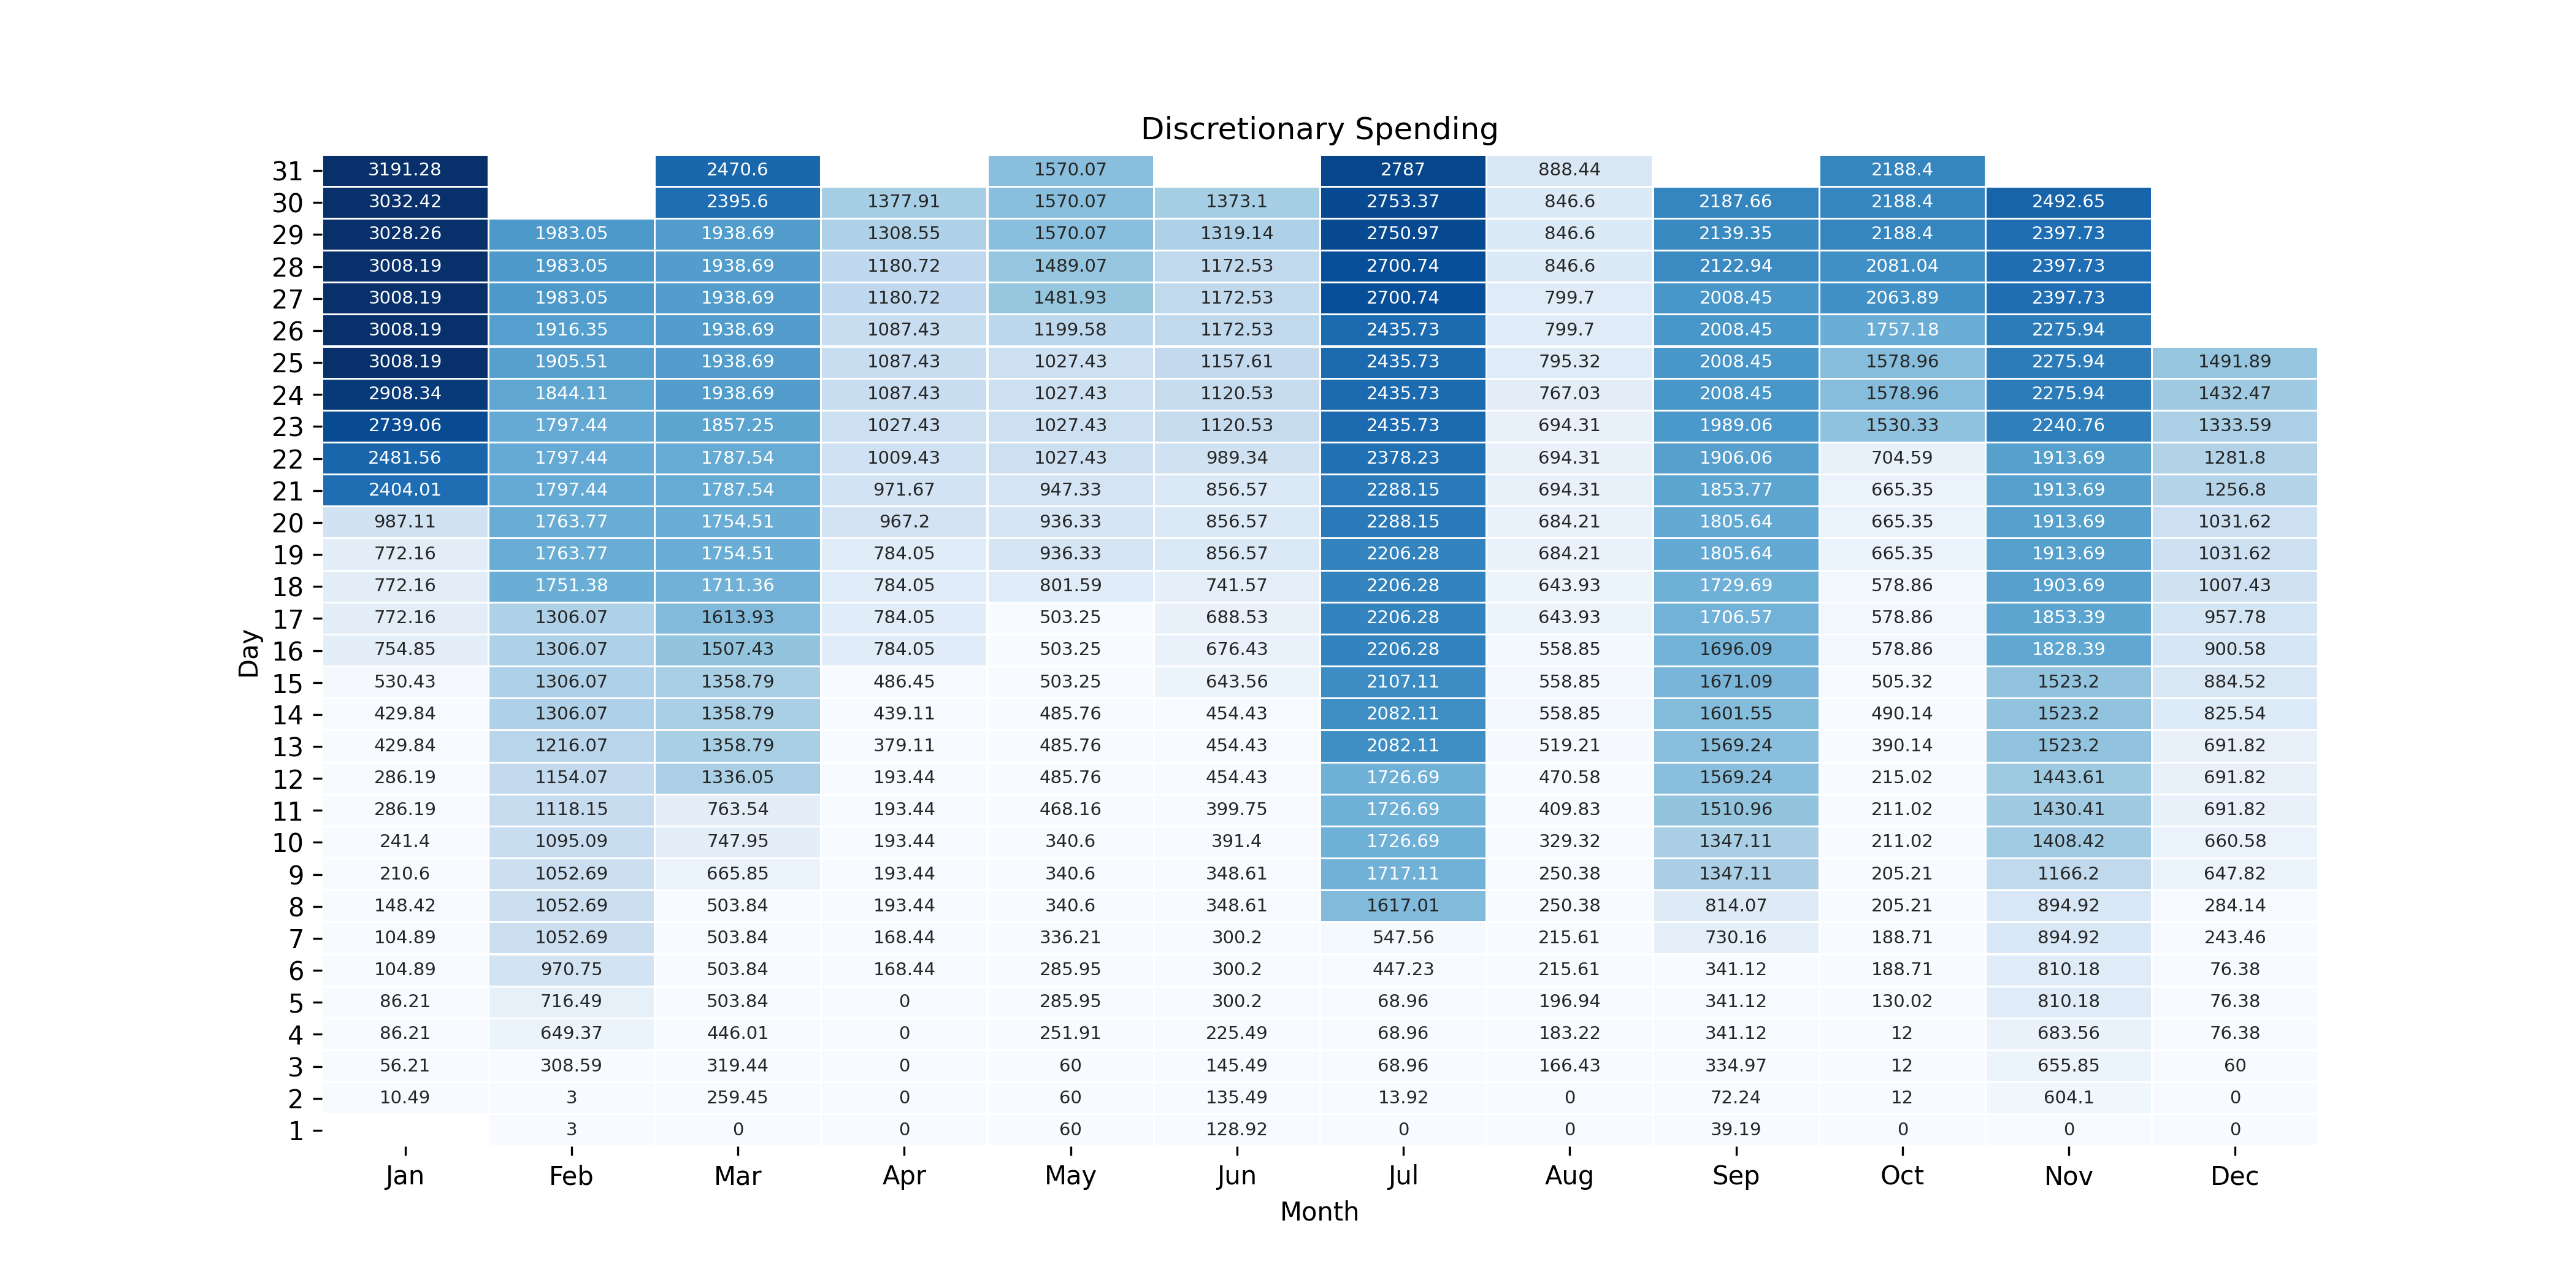 Discretionary Spending
31 3191.28 2470.6 1570.07 2787 888.44 2188.4
30 3032.42 2395.6 1377.91 1570.07 1373.1 2753.37 846.6 2187.66 2188.4 2492.65
29 3028.26 1983.05 1938.69 1308.55 1570.07 1319.14 2750.97 846.6 2139.35 2188.4 2397.73
28 3008.19 1983.05 1938.69 1180.72 1489.07 1172.53 2700.74 846.6 2122.94 2081.04 2397.73
27 3008.19 1983.05 1938.69 1180.72 1481.93 1172.53 2700.74 799.7 2008.45 2063.89 2397.73
26 3008.19 1916.35 1938.69 1087.43 1199.58 1172.53 2435.73 799.7 2008.45 1757.18 2275.94
25 3008.19 1905.51 1938.69 1087.43 1027.43 1157.61 2435.73 795.32 2008.45 1578.96 2275.94 1491.89
24 2908.34 1844.11 1938.69 1087.43 1027.43 1120.53 2435.73 767.03 2008.45 1578.96 2275.94 1432.47
23 2739.06 1797.44 1857.25 1027.43 1027.43 1120.53 2435.73 694.31 1989.06 1530.33 2240.76 1333.59
22 2481.56 1797.44 1787.54 1009.43 1027.43 989.34 2378.23 694.31 1906.06 704.59 1913.69 1281.8
21 2404.01 1797.44 1787.54 971.67 947.33 856.57 2288.15 694.31 1853.77 665.35 1913.69 1256.8
20 987.11 1763.77 1754.51 967.2 936.33 856.57 2288.15 684.21 1805.64 665.35 1913.69 1031.62
19 772.16 1763.77 1754.51 784.05 936.33 856.57 2206.28 684.21 1805.64 665.35 1913.69 1031.62
18 772.16 1751.38 1711.36 784.05 801.59 741.57 2206.28 643.93 1729.69 578.86 1903.69 1007.43
17 772.16 1306.07 1613.93 784.05 503.25 688.53 2206.28 643.93 1706.57 578.86 1853.39 957.78
16 754.85 1306.07 1507.43 784.05 503.25 676.43 2206.28 558.85 1696.09 578.86 1828.39 900.58
15 530.43 1306.07 1358.79 486.45 503.25 643.56 2107.11 558.85 1671.09 505.32 1523.2 884.52
14 429.84 1306.07 1358.79 439.11 485.76 454.43 2082.11 558.85 1601.55 490.14 1523.2 825.54
13 429.84 1216.07 1358.79 379.11 485.76 454.43 2082.11 519.21 1569.24 390.14 1523.2 691.82
12 286.19 1154.07 1336.05 193.44 485.76 454.43 1726.69 470.58 1569.24 215.02 1443.61 691.82
11 286.19 1118.15 763.54 193.44 468.16 399.75 1726.69 409.83 1510.96 211.02 1430.41 691.82
10 241.4 1095.09 747.95 193.44 340.6 391.4 1726.69 329.32 1347.11 211.02 1408.42 660.58
9 210.6 1052.69 665.85 193.44 340.6 348.61 1717.11 250.38 1347.11 205.21 1166.2 647.82
8 148.42 1052.69 503.84 193.44 340.6 348.61 1617.01 250.38 814.07 205.21 894.92 284.14
7 104.89 1052.69 503.84 168.44 336.21 300.2 547.56 215.61 730.16 188.71 894.92 243.46
6 104.89 970.75 503.84 168.44 285.95 300.2 447.23 215.61 341.12 188.71 810.18 76.38
5 86.21 716.49 503.84 0 285.95 300.2 68.96 196.94 341.12 130.02 810.18 76.38
4 86.21 649.37 446.01 0 251.91 225.49 68.96 183.22 341.12 12 683.56 76.38
3 56.21 308.59 319.44 0 60 145.49 68.96 166.43 334.97 12 655.85 60
2 10.49 3 259.45 0 60 135.49 13.92 0 72.24 12 604.1 0
1 3 0 0 60 128.92 0 0 39.19 0 0 0
Jan Feb Mar Apr May Jun Jul Aug Sep Oct Nov Dec
Month
Day